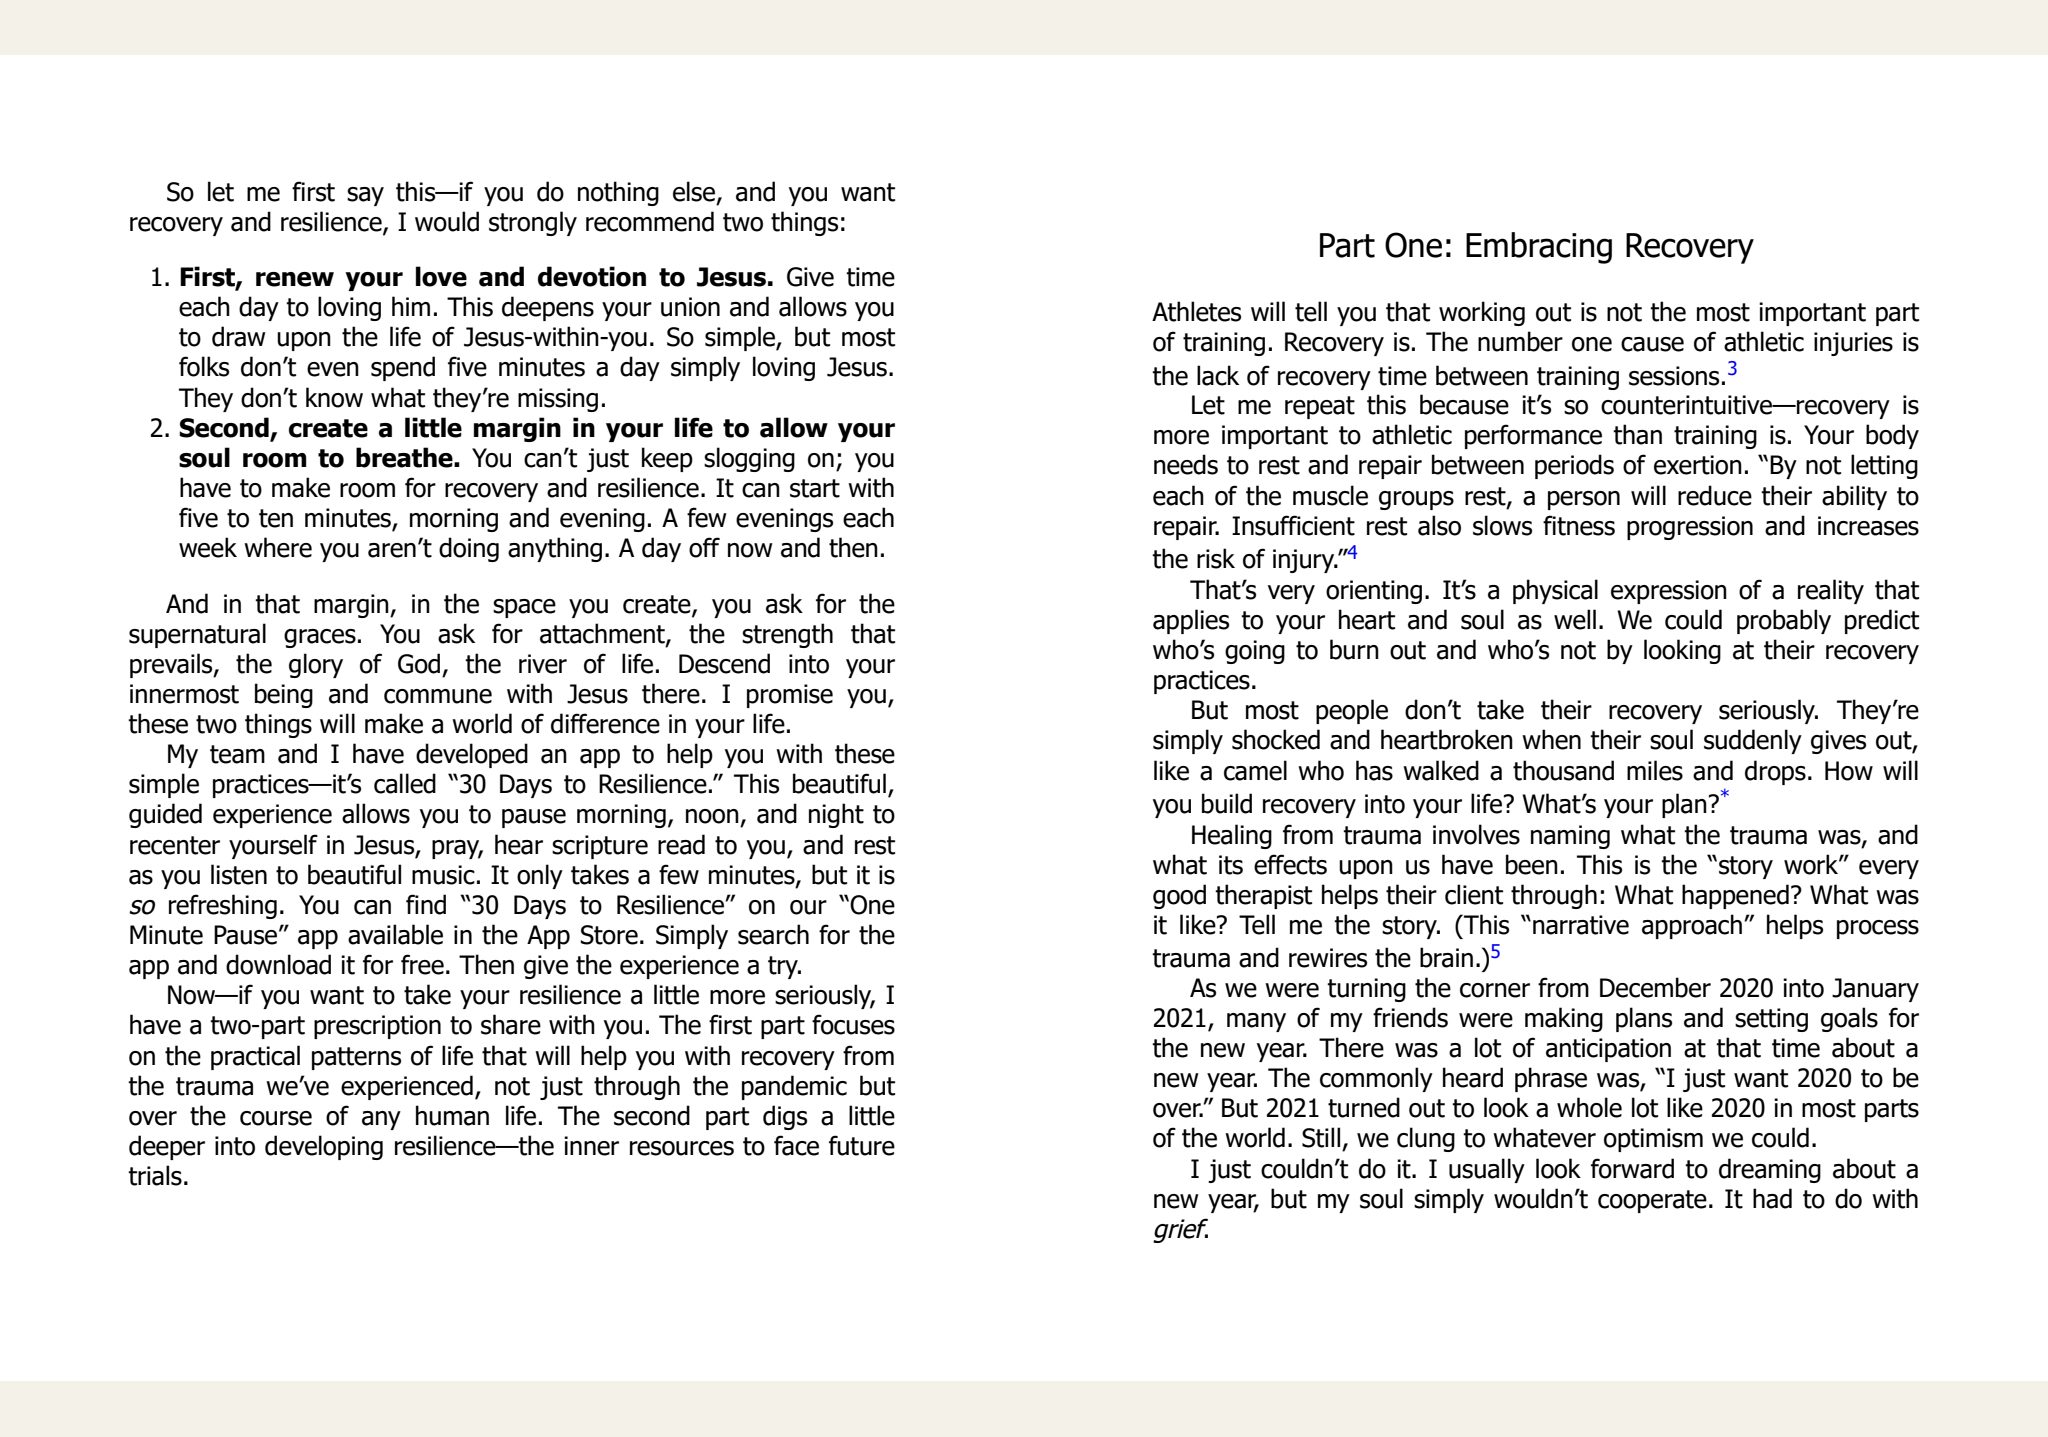 So let me first say this—if you do nothing else, and you want
recovery and resilience, I would strongly recommend two things:
1. First, renew your love and devotion to Jesus. Give time
each day to loving him. This deepens your union and allows you
to draw upon the life of Jesus-within-you. So simple, but most
folks don’t even spend five minutes a day simply loving Jesus.
They don’t know what they’re missing.
2. Second, create a little margin in your life to allow your
soul room to breathe. You can’t just keep slogging on; you
have to make room for recovery and resilience. It can start with
five to ten minutes, morning and evening. A few evenings each
week where you aren’t doing anything. A day off now and then.
And in that margin, in the space you create, you ask for the
supernatural graces. You ask for attachment, the strength that
prevails, the glory of God, the river of life. Descend into your
innermost being and commune with Jesus there. I promise you,
these two things will make a world of difference in your life.
My team and I have developed an app to help you with these
simple practices—it’s called “30 Days to Resilience.” This beautiful,
guided experience allows you to pause morning, noon, and night to
recenter yourself in Jesus, pray, hear scripture read to you, and rest
as you listen to beautiful music. It only takes a few minutes, but it is
so refreshing. You can find “30 Days to Resilience” on our “One
Minute Pause” app available in the App Store. Simply search for the
app and download it for free. Then give the experience a try.
Now—if you want to take your resilience a little more seriously, I
have a two-part prescription to share with you. The first part focuses
on the practical patterns of life that will help you with recovery from
the trauma we’ve experienced, not just through the pandemic but
over the course of any human life. The second part digs a little
deeper into developing resilience—the inner resources to face future
trials.
Part One: Embracing Recovery
Athletes will tell you that working out is not the most important part
of training. Recovery is. The number one cause of athletic injuries is
the lack of recovery time between training sessions.3
Let me repeat this because it’s so counterintuitive—recovery is
more important to athletic performance than training is. Your body
needs to rest and repair between periods of exertion. “By not letting
each of the muscle groups rest, a person will reduce their ability to
repair. Insufficient rest also slows fitness progression and increases
the risk of injury.”4
That’s very orienting. It’s a physical expression of a reality that
applies to your heart and soul as well. We could probably predict
who’s going to burn out and who’s not by looking at their recovery
practices.
But most people don’t take their recovery seriously. They’re
simply shocked and heartbroken when their soul suddenly gives out,
like a camel who has walked a thousand miles and drops. How will
you build recovery into your life? What’s your plan?*
Healing from trauma involves naming what the trauma was, and
what its effects upon us have been. This is the “story work” every
good therapist helps their client through: What happened? What was
it like? Tell me the story. (This “narrative approach” helps process
trauma and rewires the brain.)5
As we were turning the corner from December 2020 into January
2021, many of my friends were making plans and setting goals for
the new year. There was a lot of anticipation at that time about a
new year. The commonly heard phrase was, “I just want 2020 to be
over.” But 2021 turned out to look a whole lot like 2020 in most parts
of the world. Still, we clung to whatever optimism we could.
I just couldn’t do it. I usually look forward to dreaming about a
new year, but my soul simply wouldn’t cooperate. It had to do with
grief.